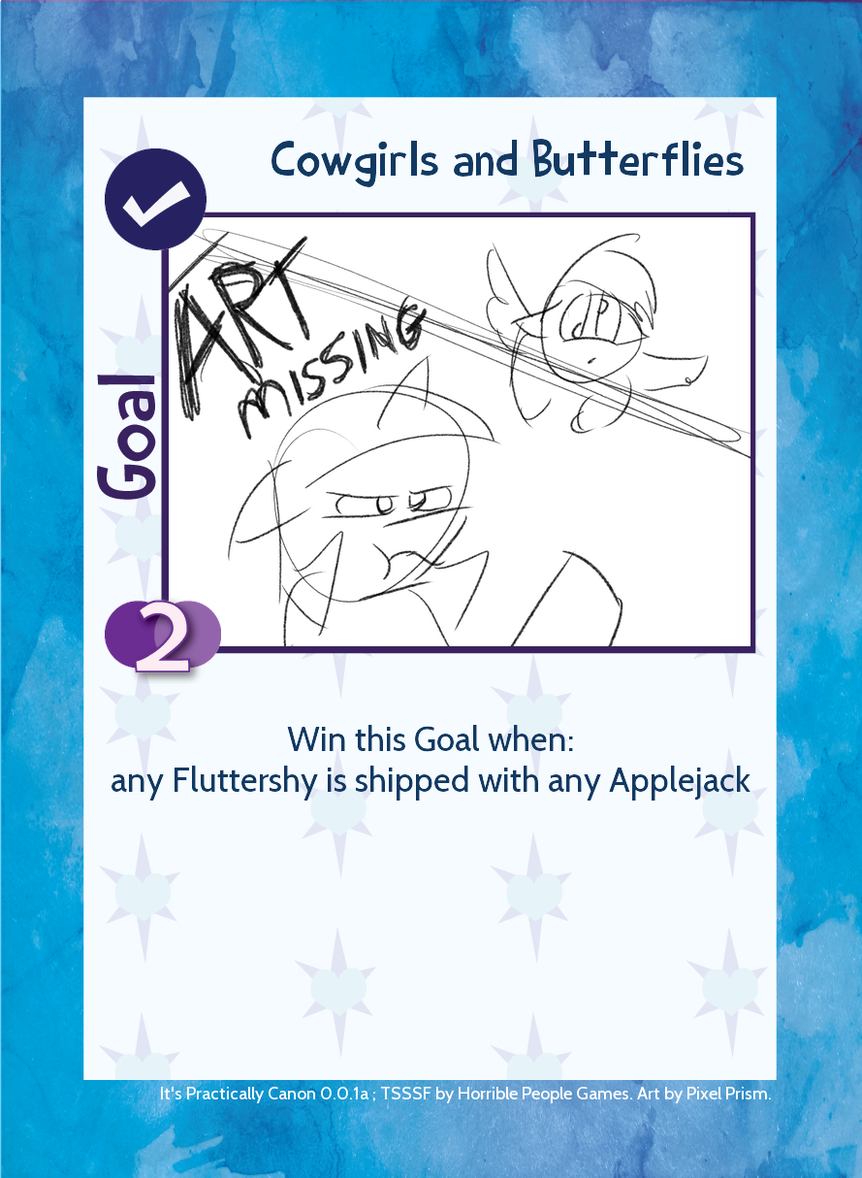 Cowgirls and Butterflies
ART
MISSING
Goal
2
Win this Goal when:
any Fluttershy is shipped with any Applejack
It's Practically Canon 0.0.1a ; TSSSF by Horrible People Games. Art by Pixel Prism.